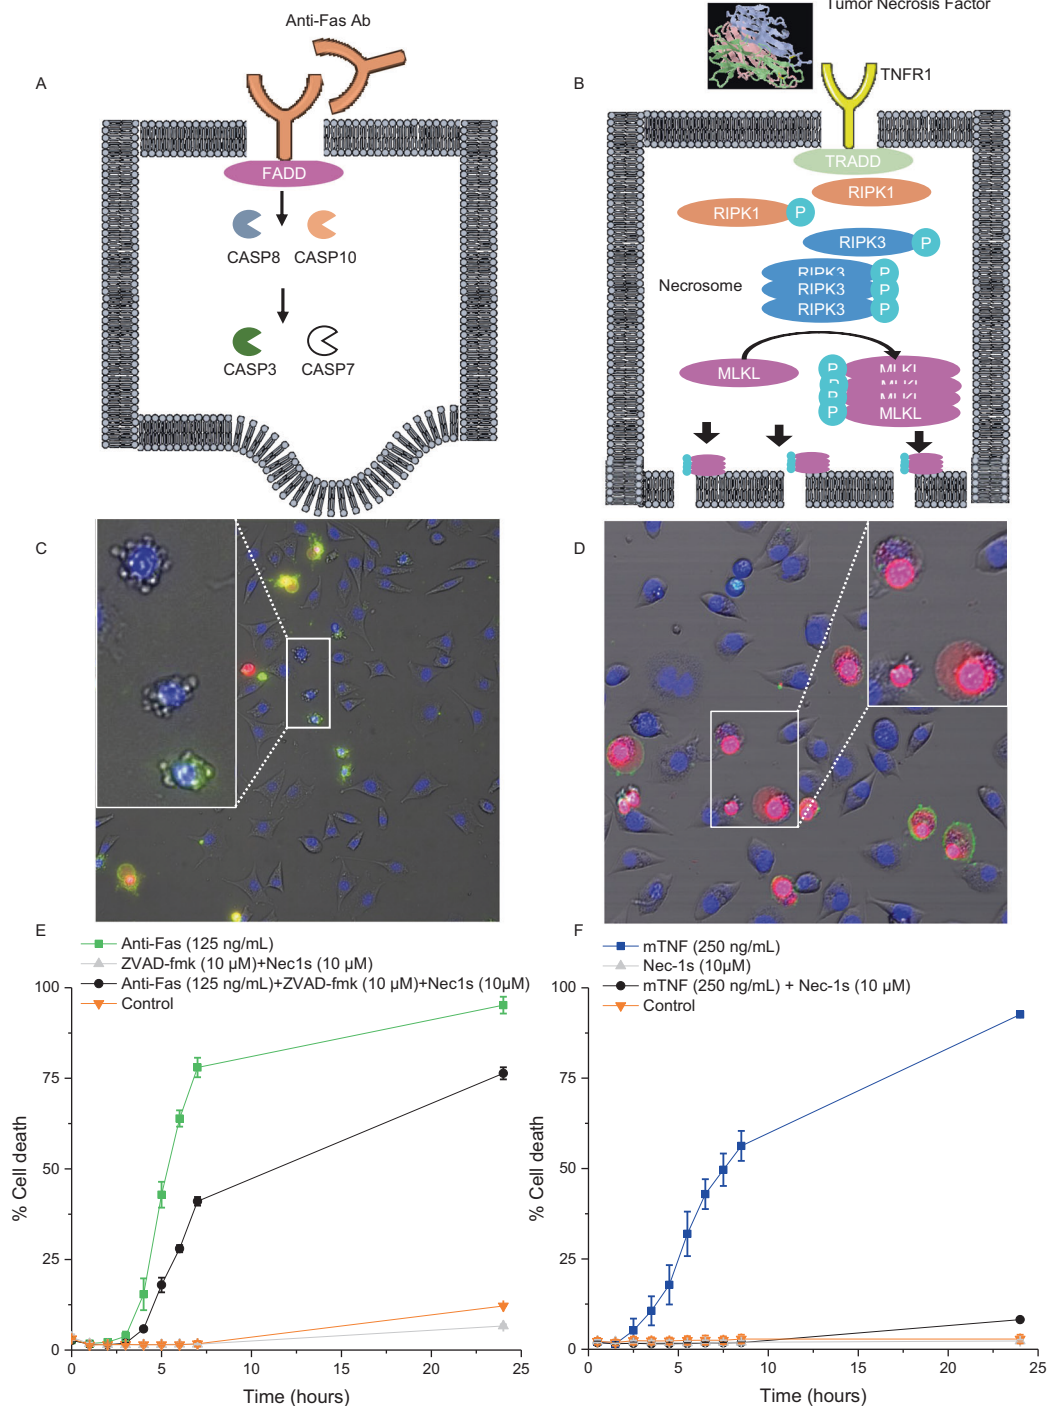 Anti-Fas Ab
A
FADD
CASP8 CASP10
CASP3 CASP7
Tumor Necrosis Factor
B
TNFR1
TRADD
RIPK1
RIPK1 P
RIPK3 P
RIPK3 P
Necrosome RIPK3 P
RIPK3 P
MLKL
P MLKL
P MLKL
P MLKL
P MLKL
C
D
E
Anti-Fas (125 ng/mL)
ZVAD-fmk (10 µM)+Nec1s (10 µM)
Anti-Fas (125 ng/mL)+ZVAD-fmk (10 µM)+Nec1s (10µM)
Control
100
75
50
25
0
% Cell death
0 5 10 15 20 25
Time (hours)
F
mTNF (250 ng/mL)
Nec-1s (10µM)
mTNF (250 ng/mL) + Nec-1s (10 µM)
Control
100
75
50
25
0
% Cell death
0 5 10 15 20 25
Time (hours)